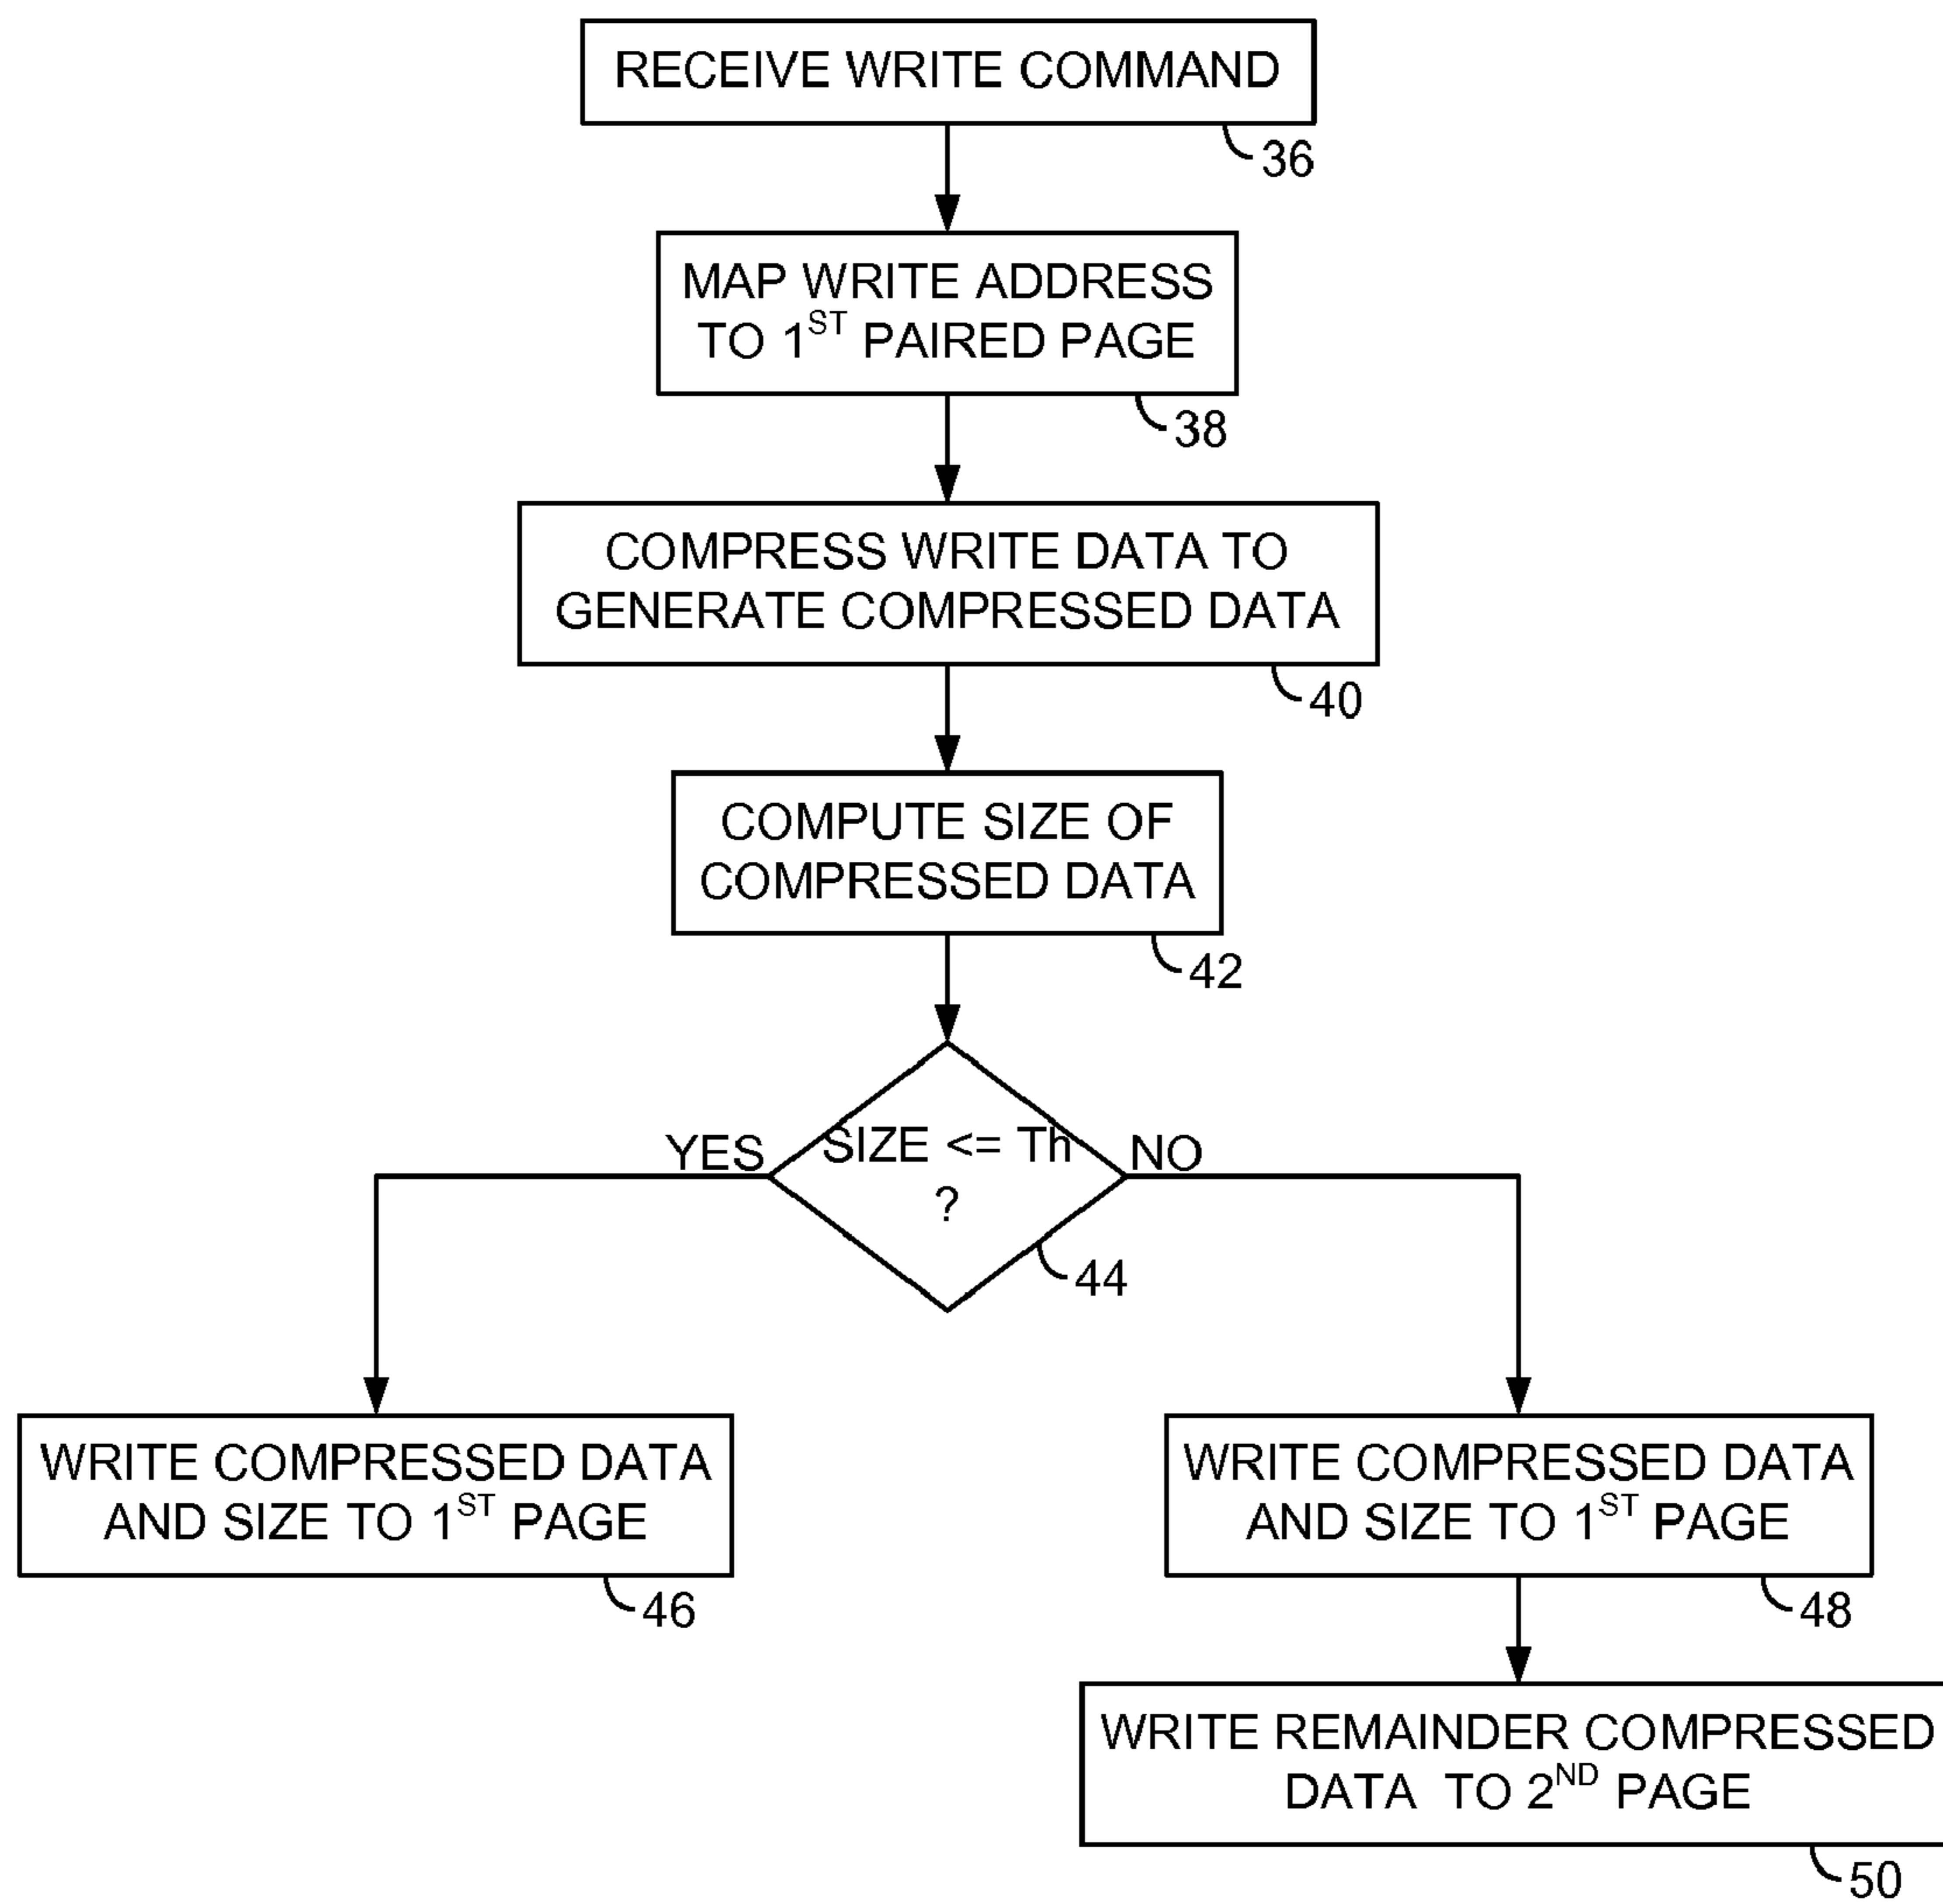 RECEIVE WRITE COMMAND
36
MAP WRITE ADDRESS
TO 1ST PAIRED PAGE
38
COMPRESS WRITE DATA TO
GENERATE COMPRESSED DATA
40
COMPUTE SIZE OF
COMPRESSED DATA
42
YES
SIZE <= Th
?
NO
44
WRITE COMPRESSED DATA
AND SIZE TO 1ST PAGE
46
WRITE COMPRESSED DATA
AND SIZE TO 1ST PAGE
48
WRITE REMAINDER COMPRESSED
DATA TO 2ND PAGE
50